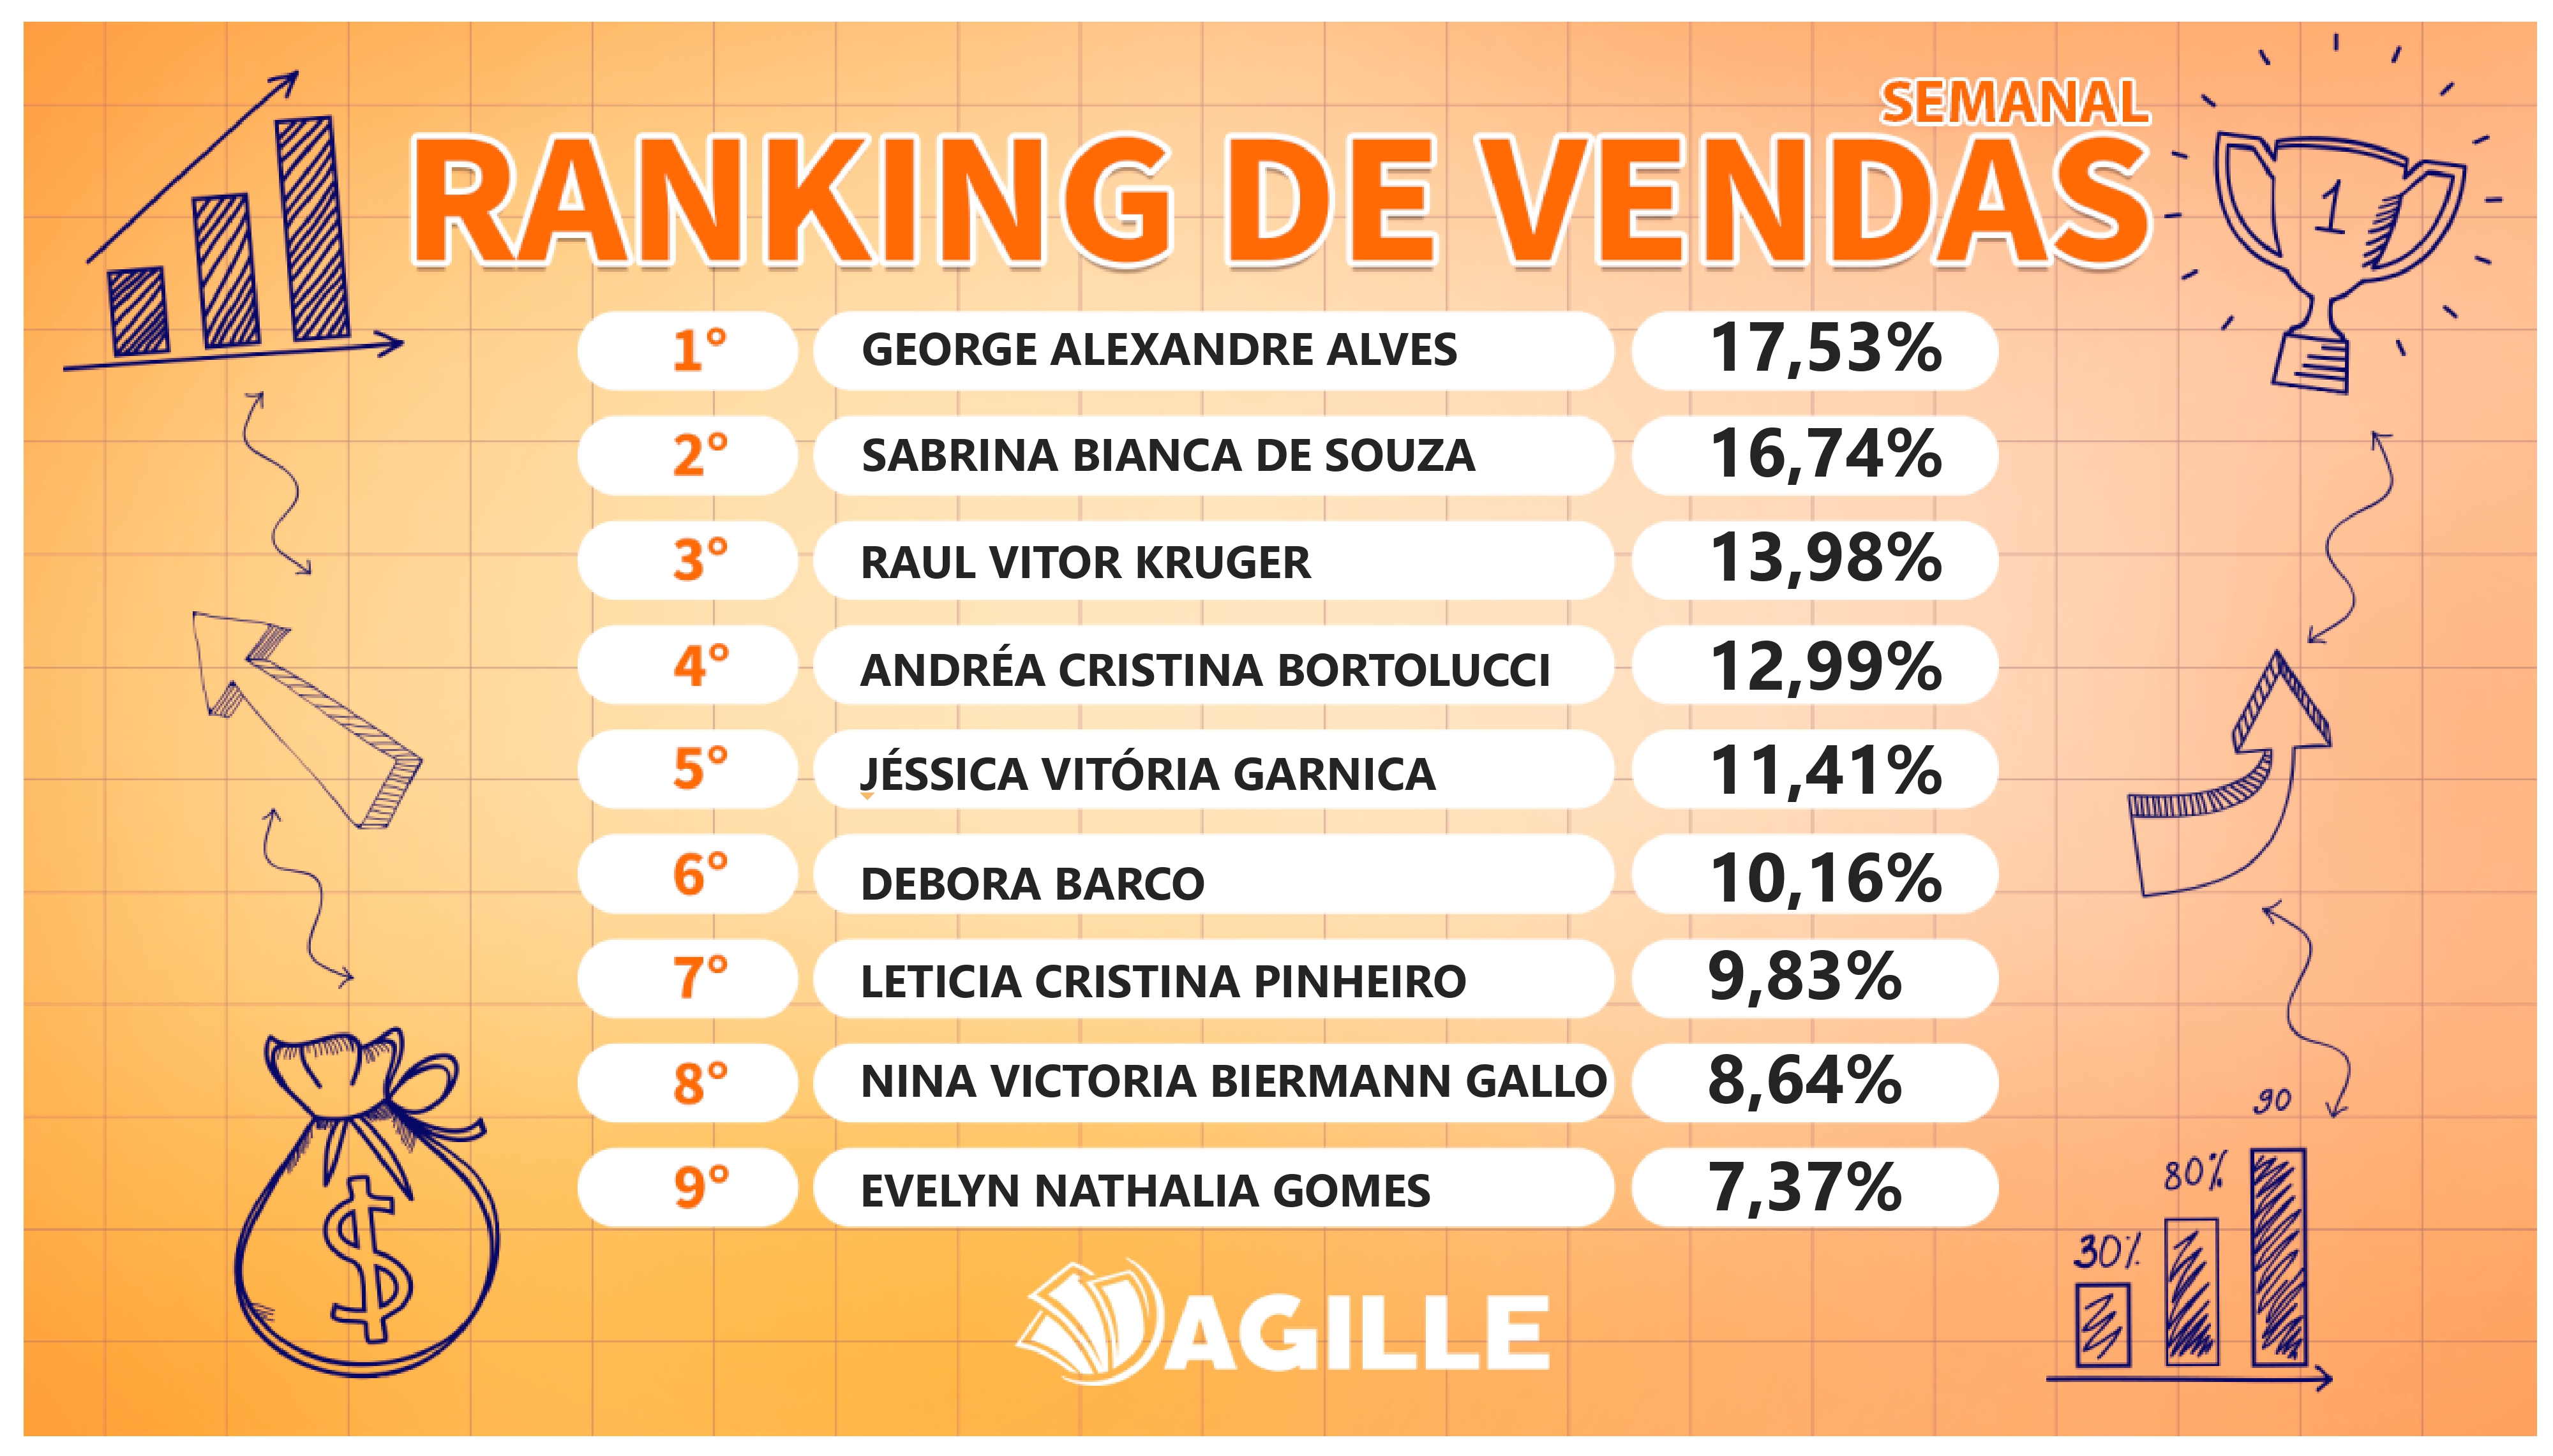 SEMANAL
RANKING DE VENDAS
1
1° GEORGE ALEXANDRE ALVES 17,53%
2° SABRINA BIANCA DE SOUZA 16,74%
3° RAUL VITOR KRUGER 13,98%
4° ANDRÉA CRISTINA BORTOLUCCI 12,99%
5° JÉSSICA VITÓRIA GARNICA 11,41%
6° DEBORA BARCO 10,16%
7° LETICIA CRISTINA PINHEIRO 9,83%
8° NINA VICTORIA BIERMANN GALLO 8,64%
9° EVELYN NATHALIA GOMES 7,37%
90
80%
30%
$
AGILLE